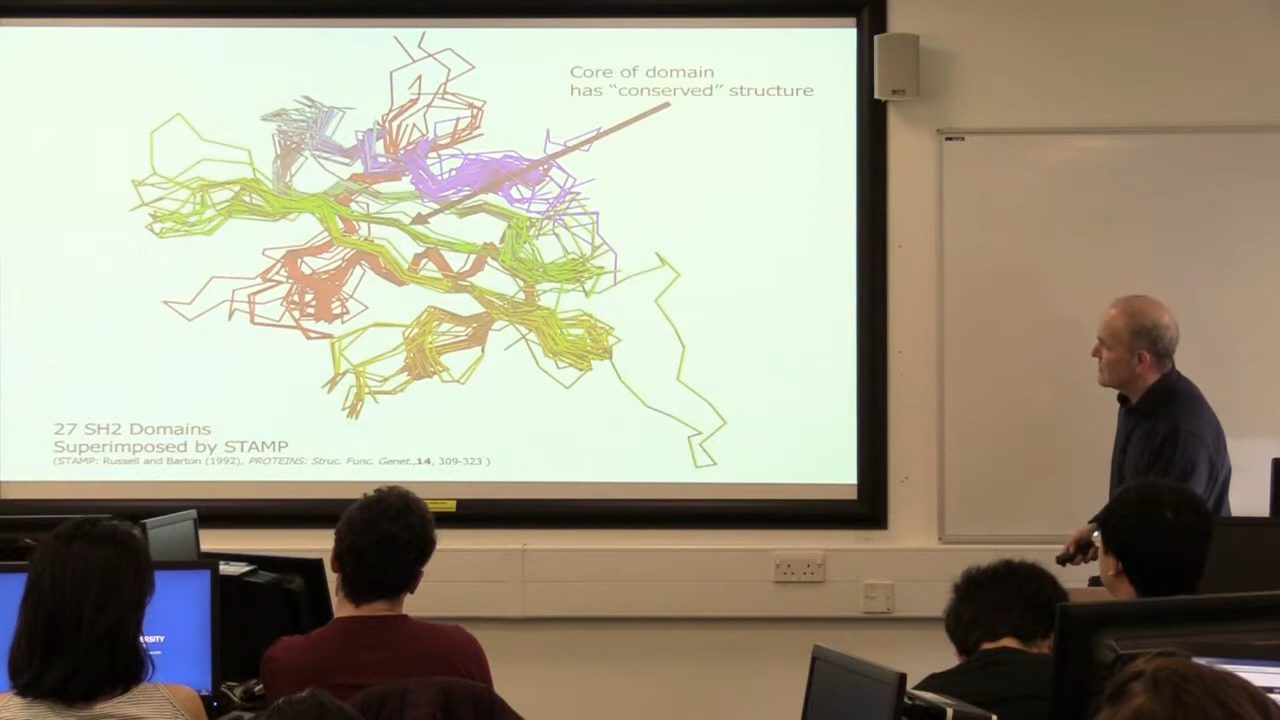 Core of domain
has “conserved” structure
27 SH2 Domains
Superimposed by STAMP
(STAMP: Russell and Barton (1992), PROTEINS: Struc. Func. Genet.,14, 309-323 )